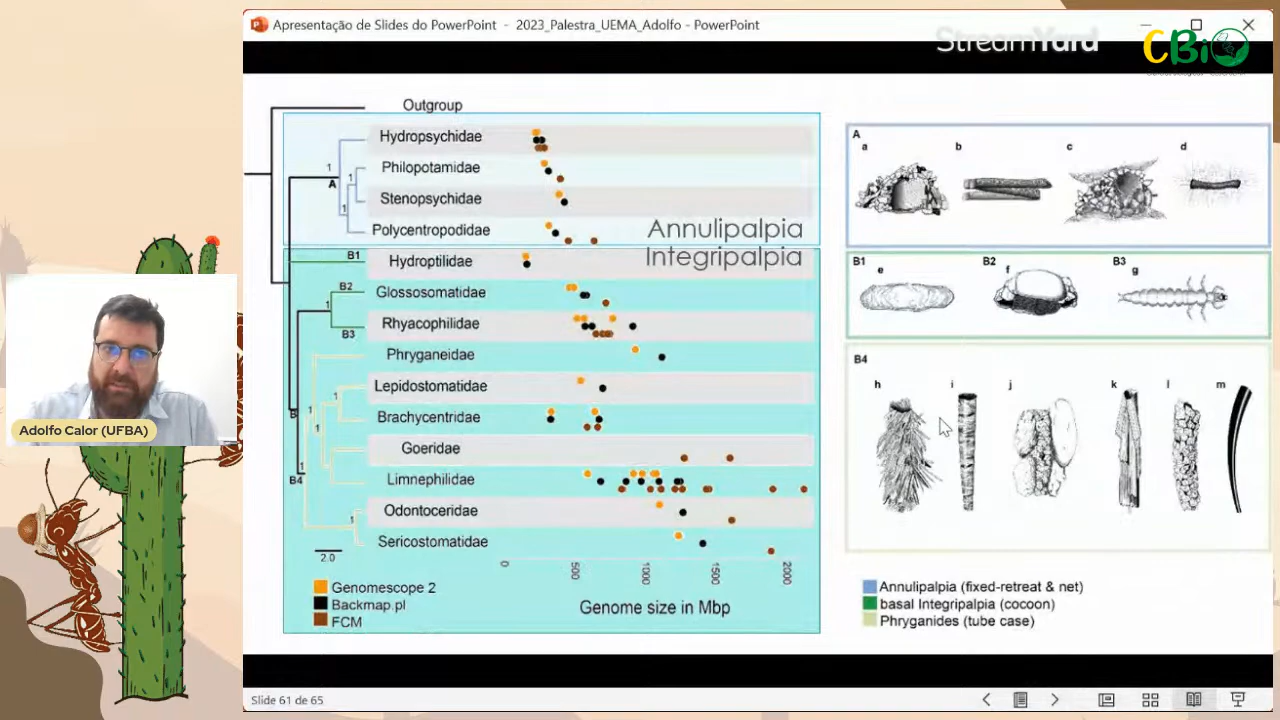 Apresentação de Slides do PowerPoint - 2023_Palestra_UEMA_Adolfo - PowerPoint
StreamYard
CBiO
Outgroup
Hydropsychidae
1
Philopotamidae
A
1
Stenopsychidae
1
Polycentropodidae
Annulipalpia
Integripalpia
B1
Hydroptilidae
B2
Glossosomatidae
1
Rhyacophilidae
B3
Phryganeidae
Lepidostomatidae
1
B
1
Brachycentridae
1
Goeridae
1
B4
Limnephilidae
Odontoceridae
1
Sericostomatidae
2.0
0
500
1000
1500
2000
Genomescope 2
Backmap.pl
FCM
Genome size in Mbp
A
a
b
c
d
B1
e
B2
f
B3
g
B4
h
i
j
k
l
m
Annulipalpia (fixed-retreat & net)
basal Integripalpia (cocoon)
Phryganides (tube case)
Adolfo Calor (UFBA)
Slide 61 de 65